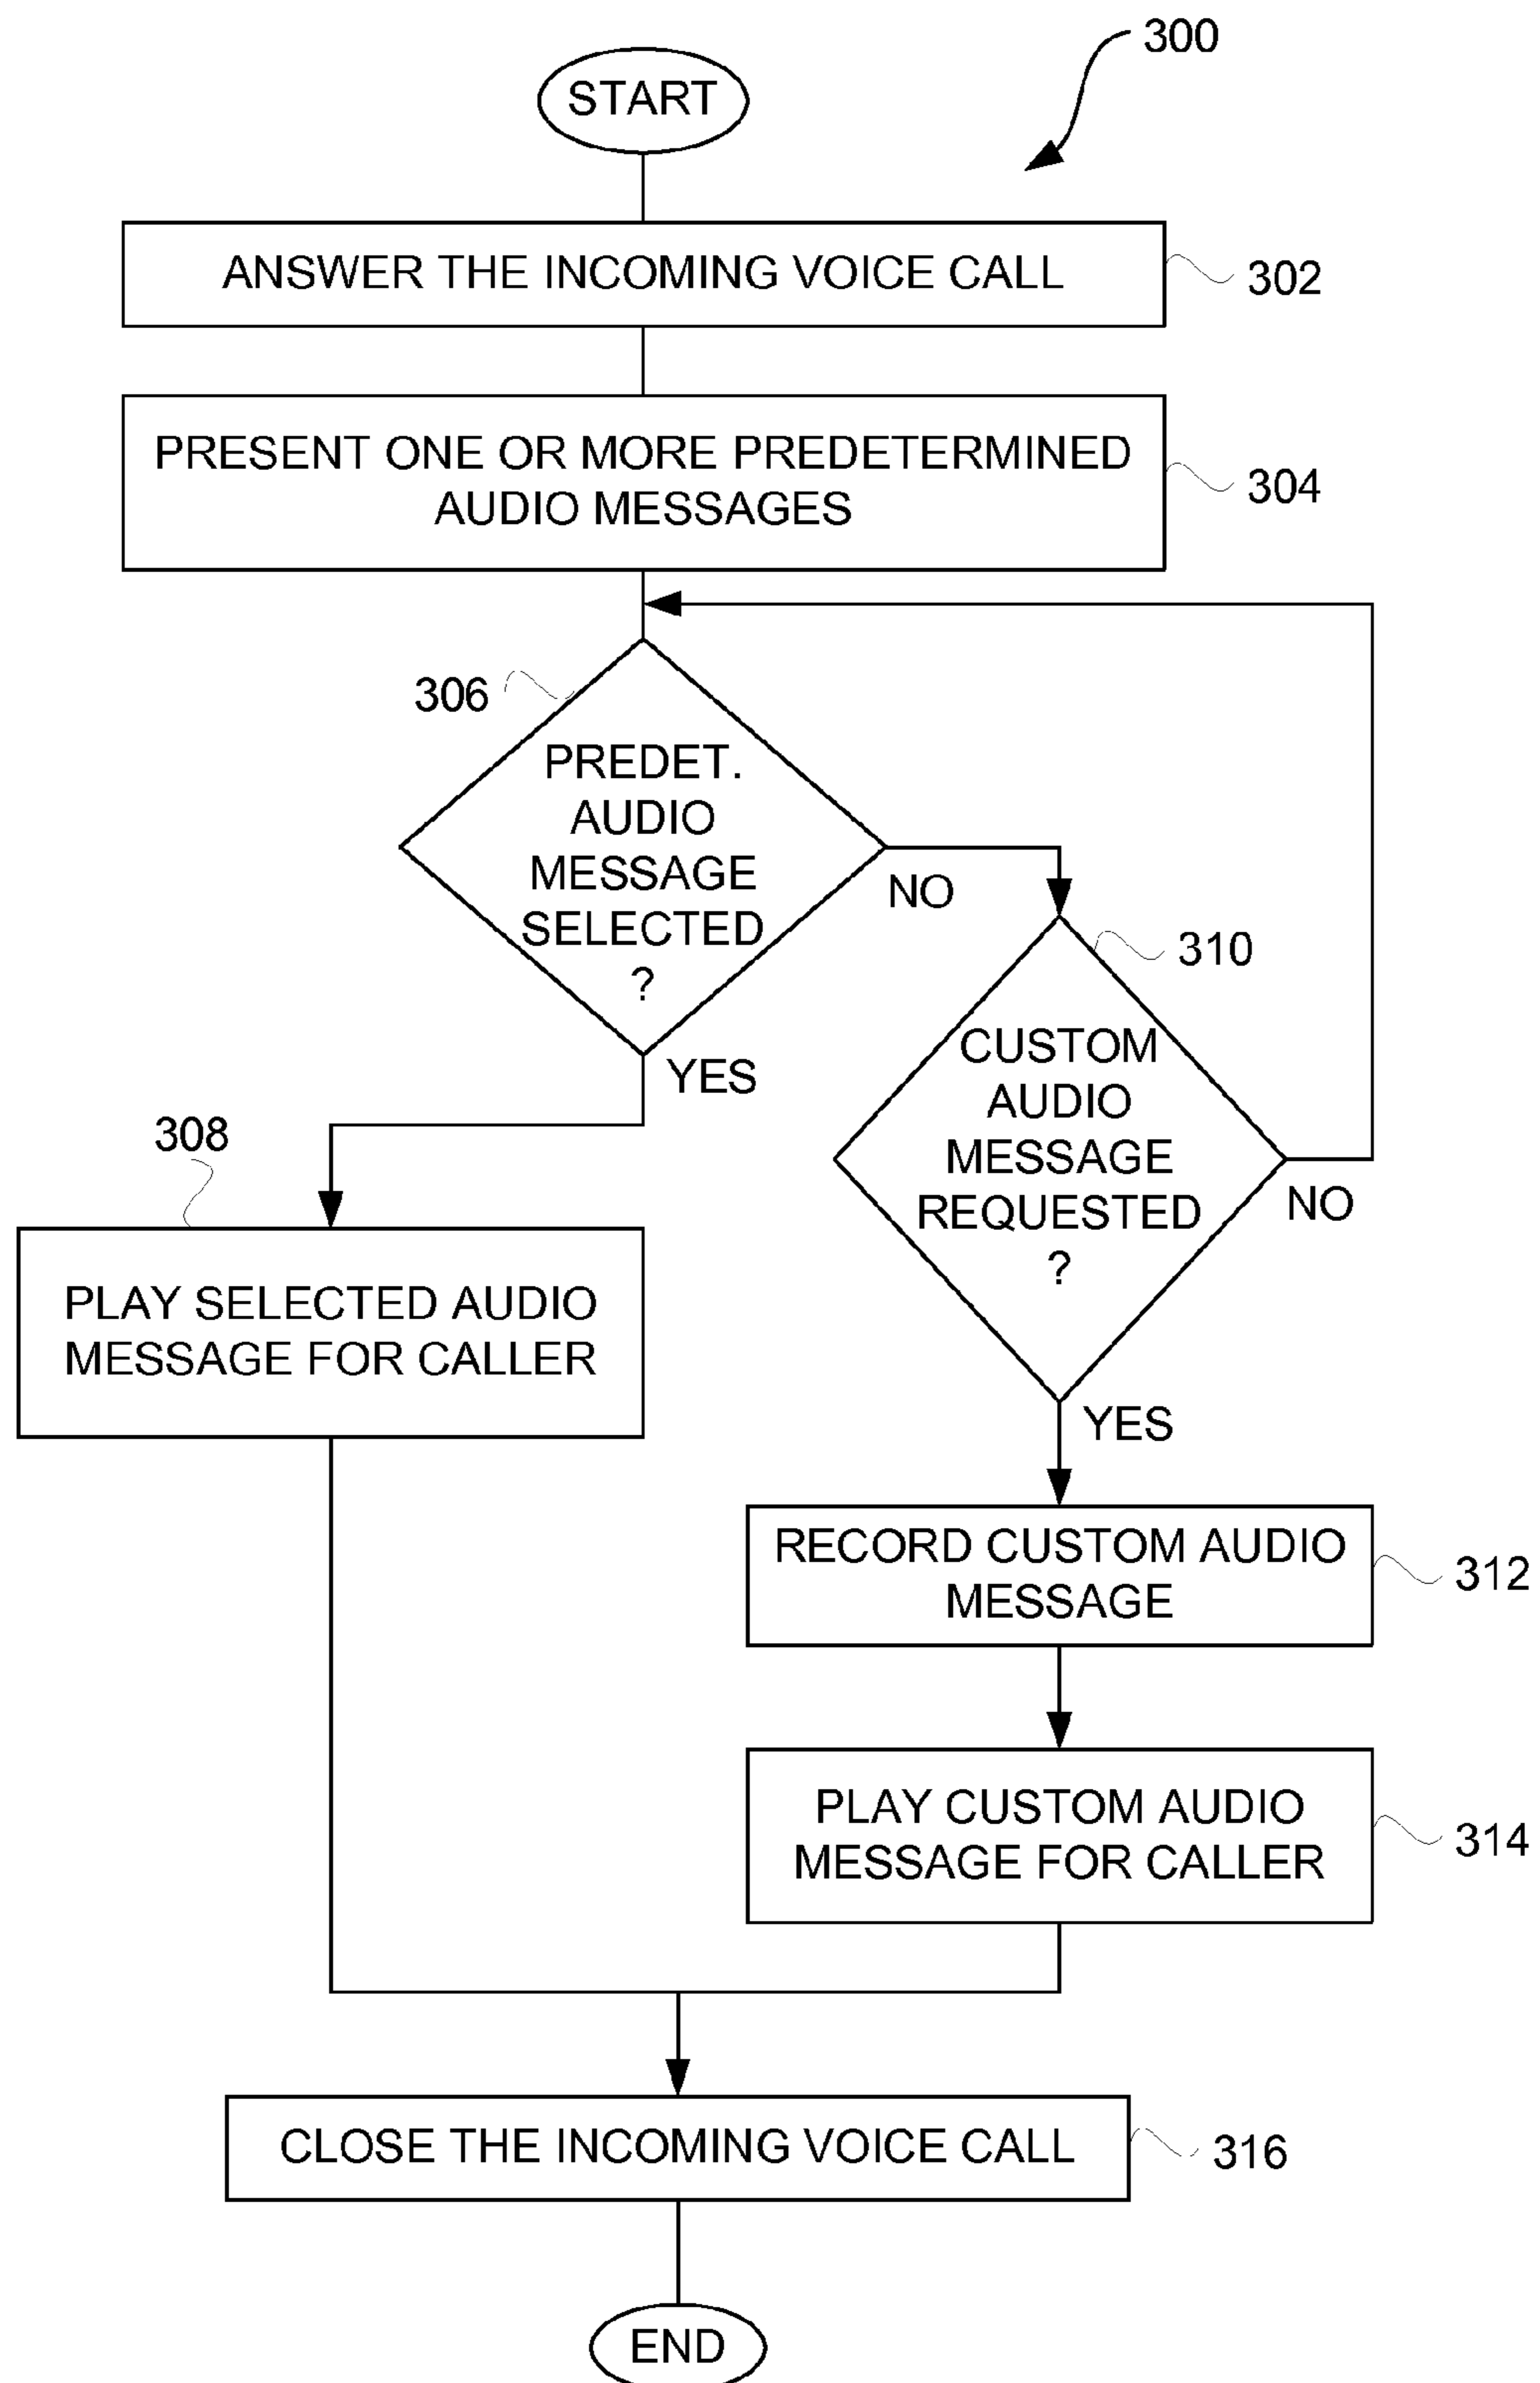 300
START
ANSWER THE INCOMING VOICE CALL
302
PRESENT ONE OR MORE PREDETERMINED
AUDIO MESSAGES
304
306
PREDET.
AUDIO
MESSAGE
SELECTED
?
NO
YES
310
CUSTOM
AUDIO
MESSAGE
REQUESTED
?
NO
YES
308
PLAY SELECTED AUDIO
MESSAGE FOR CALLER
RECORD CUSTOM AUDIO
MESSAGE
312
PLAY CUSTOM AUDIO
MESSAGE FOR CALLER
314
CLOSE THE INCOMING VOICE CALL
316
END